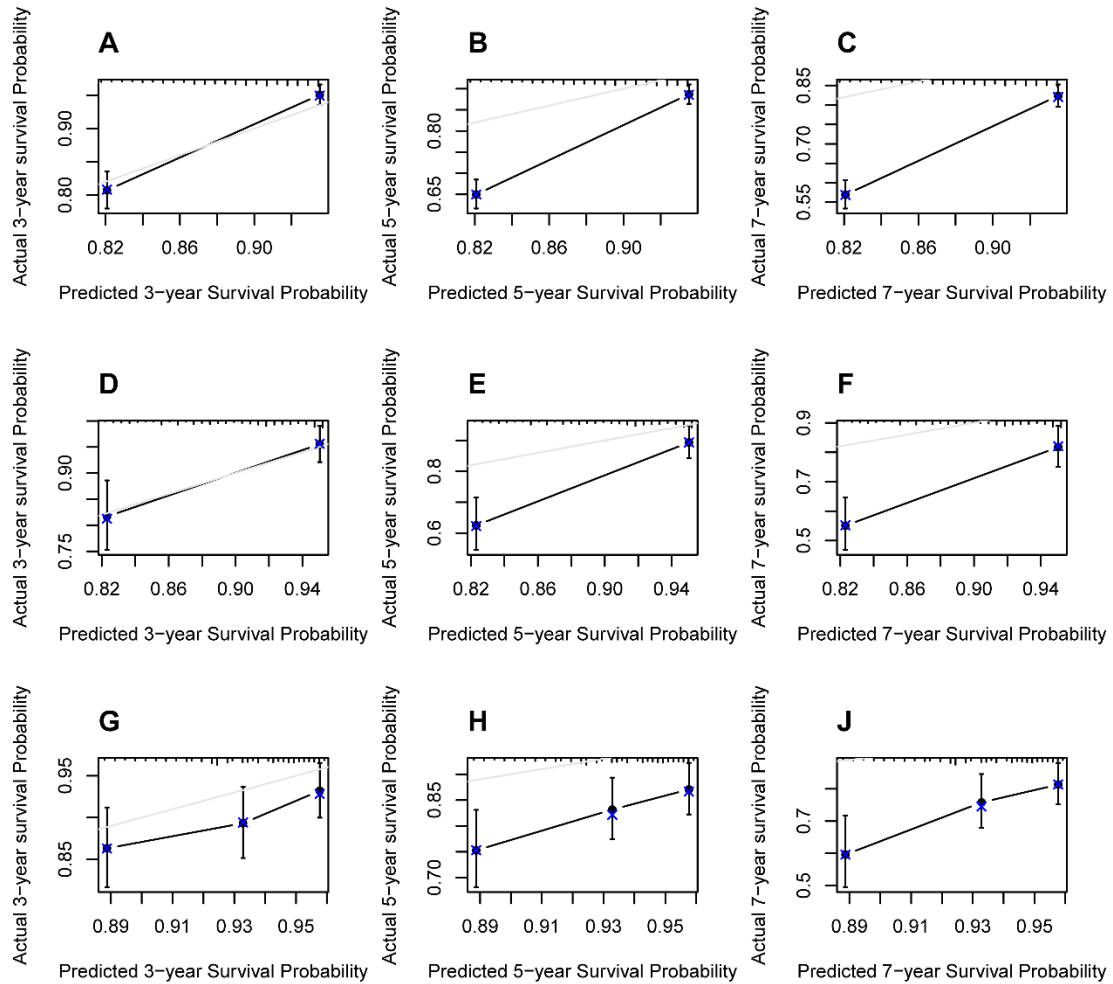 A
Actual 3−year survival Probability
0.80 0.90
0.82 0.86 0.90
Predicted 3−year Survival Probability
B
Actual 5−year survival Probability
0.65 0.80
0.82 0.86 0.90
Predicted 5−year Survival Probability
C
Actual 7−year survival Probability
0.55 0.70 0.85
0.82 0.86 0.90
Predicted 7−year Survival Probability
D
Actual 3−year survival Probability
0.75 0.90
0.82 0.86 0.90 0.94
Predicted 3−year Survival Probability
E
Actual 5−year survival Probability
0.6 0.8
0.82 0.86 0.90 0.94
Predicted 5−year Survival Probability
F
Actual 7−year survival Probability
0.5 0.7 0.9
0.82 0.86 0.90 0.94
Predicted 7−year Survival Probability
G
Actual 3−year survival Probability
0.85 0.95
0.89 0.91 0.93 0.95
Predicted 3−year Survival Probability
H
Actual 5−year survival Probability
0.70 0.85
0.89 0.91 0.93 0.95
Predicted 5−year Survival Probability
J
Actual 7−year survival Probability
0.5 0.7
0.89 0.91 0.93 0.95
Predicted 7−year Survival Probability